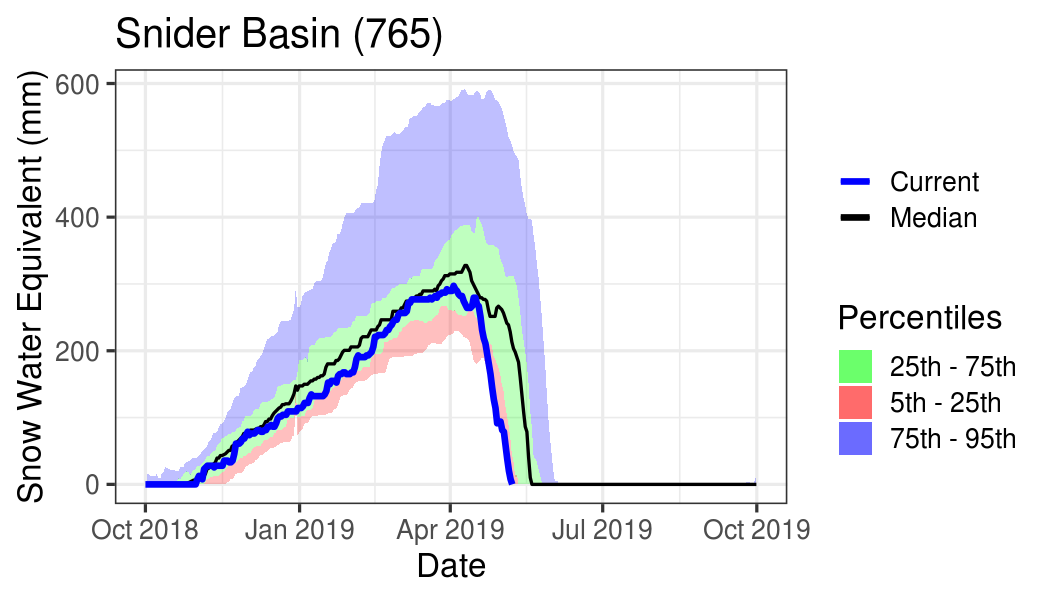 Snider Basin (765)
Snow Water Equivalent (mm)
600
400
200
0
Oct 2018
Jan 2019
Apr 2019
Jul 2019
Oct 2019
Date
Current
Median
Percentiles
25th - 75th
5th - 25th
75th - 95th